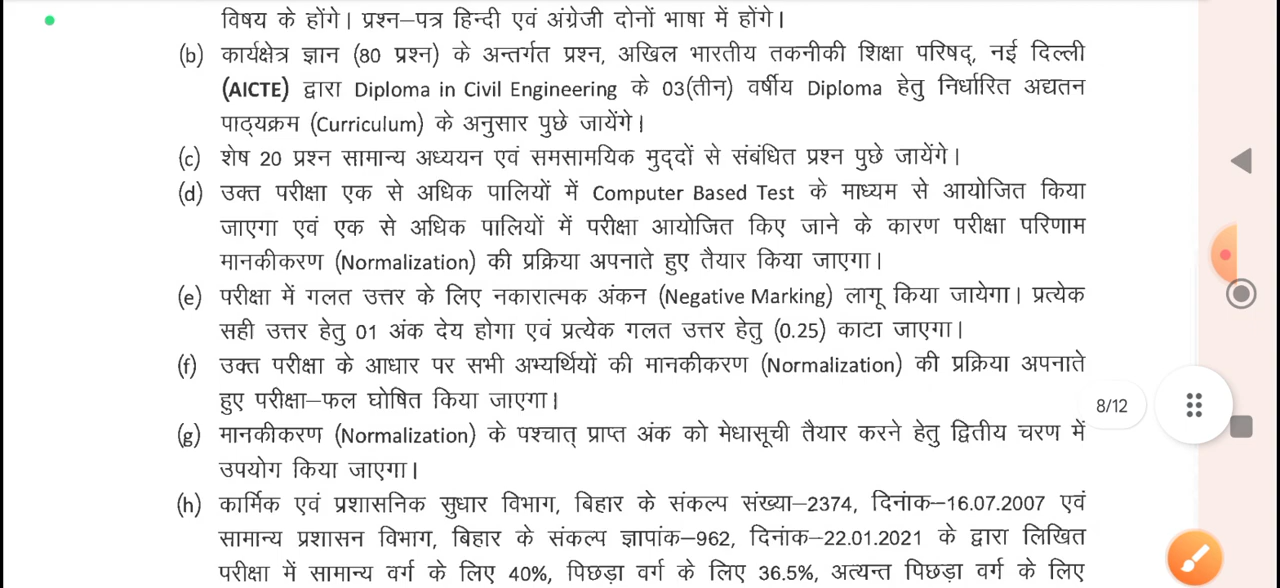 विषय के होंगे। प्रश्न–पत्र हिन्दी एवं अंग्रेजी दोनों भाषा में होंगे।
(b) कार्यक्षेत्र ज्ञान (80 प्रश्न) के अन्तर्गत प्रश्न, अखिल भारतीय तकनीकी शिक्षा परिषद्, नई दिल्ली
(AICTE) द्वारा Diploma in Civil Engineering के 03(तीन) वर्षीय Diploma हेतु निर्धारित अद्यतन
पाठ्यक्रम (Curriculum) के अनुसार पुछे जायेंगे।
(c) शेष 20 प्रश्न सामान्य अध्ययन एवं समसामयिक मुद्दों से संबंधित प्रश्न पुछे जायेंगे।
(d) उक्त परीक्षा एक से अधिक पालियों में Computer Based Test के माध्यम से आयोजित किया
जाएगा एवं एक से अधिक पालियों में परीक्षा आयोजित किए जाने के कारण परीक्षा परिणाम
मानकीकरण (Normalization) की प्रक्रिया अपनाते हुए तैयार किया जाएगा।
(e) परीक्षा में गलत उत्तर के लिए नकारात्मक अंकन (Negative Marking) लागू किया जायेगा। प्रत्येक
सही उत्तर हेतु 01 अंक देय होगा एवं प्रत्येक गलत उत्तर हेतु (0.25) काटा जाएगा।
(f) उक्त परीक्षा के आधार पर सभी अभ्यर्थियों की मानकीकरण (Normalization) की प्रक्रिया अपनाते
हुए परीक्षा–फल घोषित किया जाएगा।
8/12
(g) मानकीकरण (Normalization) के पश्चात् प्राप्त अंक को मेधासूची तैयार करने हेतु द्वितीय चरण में
उपयोग किया जाएगा।
(h) कार्मिक एवं प्रशासनिक सुधार विभाग, बिहार के संकल्प संख्या–2374, दिनांक–16.07.2007 एवं
सामान्य प्रशासन विभाग, बिहार के संकल्प ज्ञापांक–962, दिनांक–22.01.2021 के द्वारा लिखित
परीक्षा में सामान्य वर्ग के लिए 40%, पिछड़ा वर्ग के लिए 36.5%, अत्यन्त पिछड़ा वर्ग के लिए